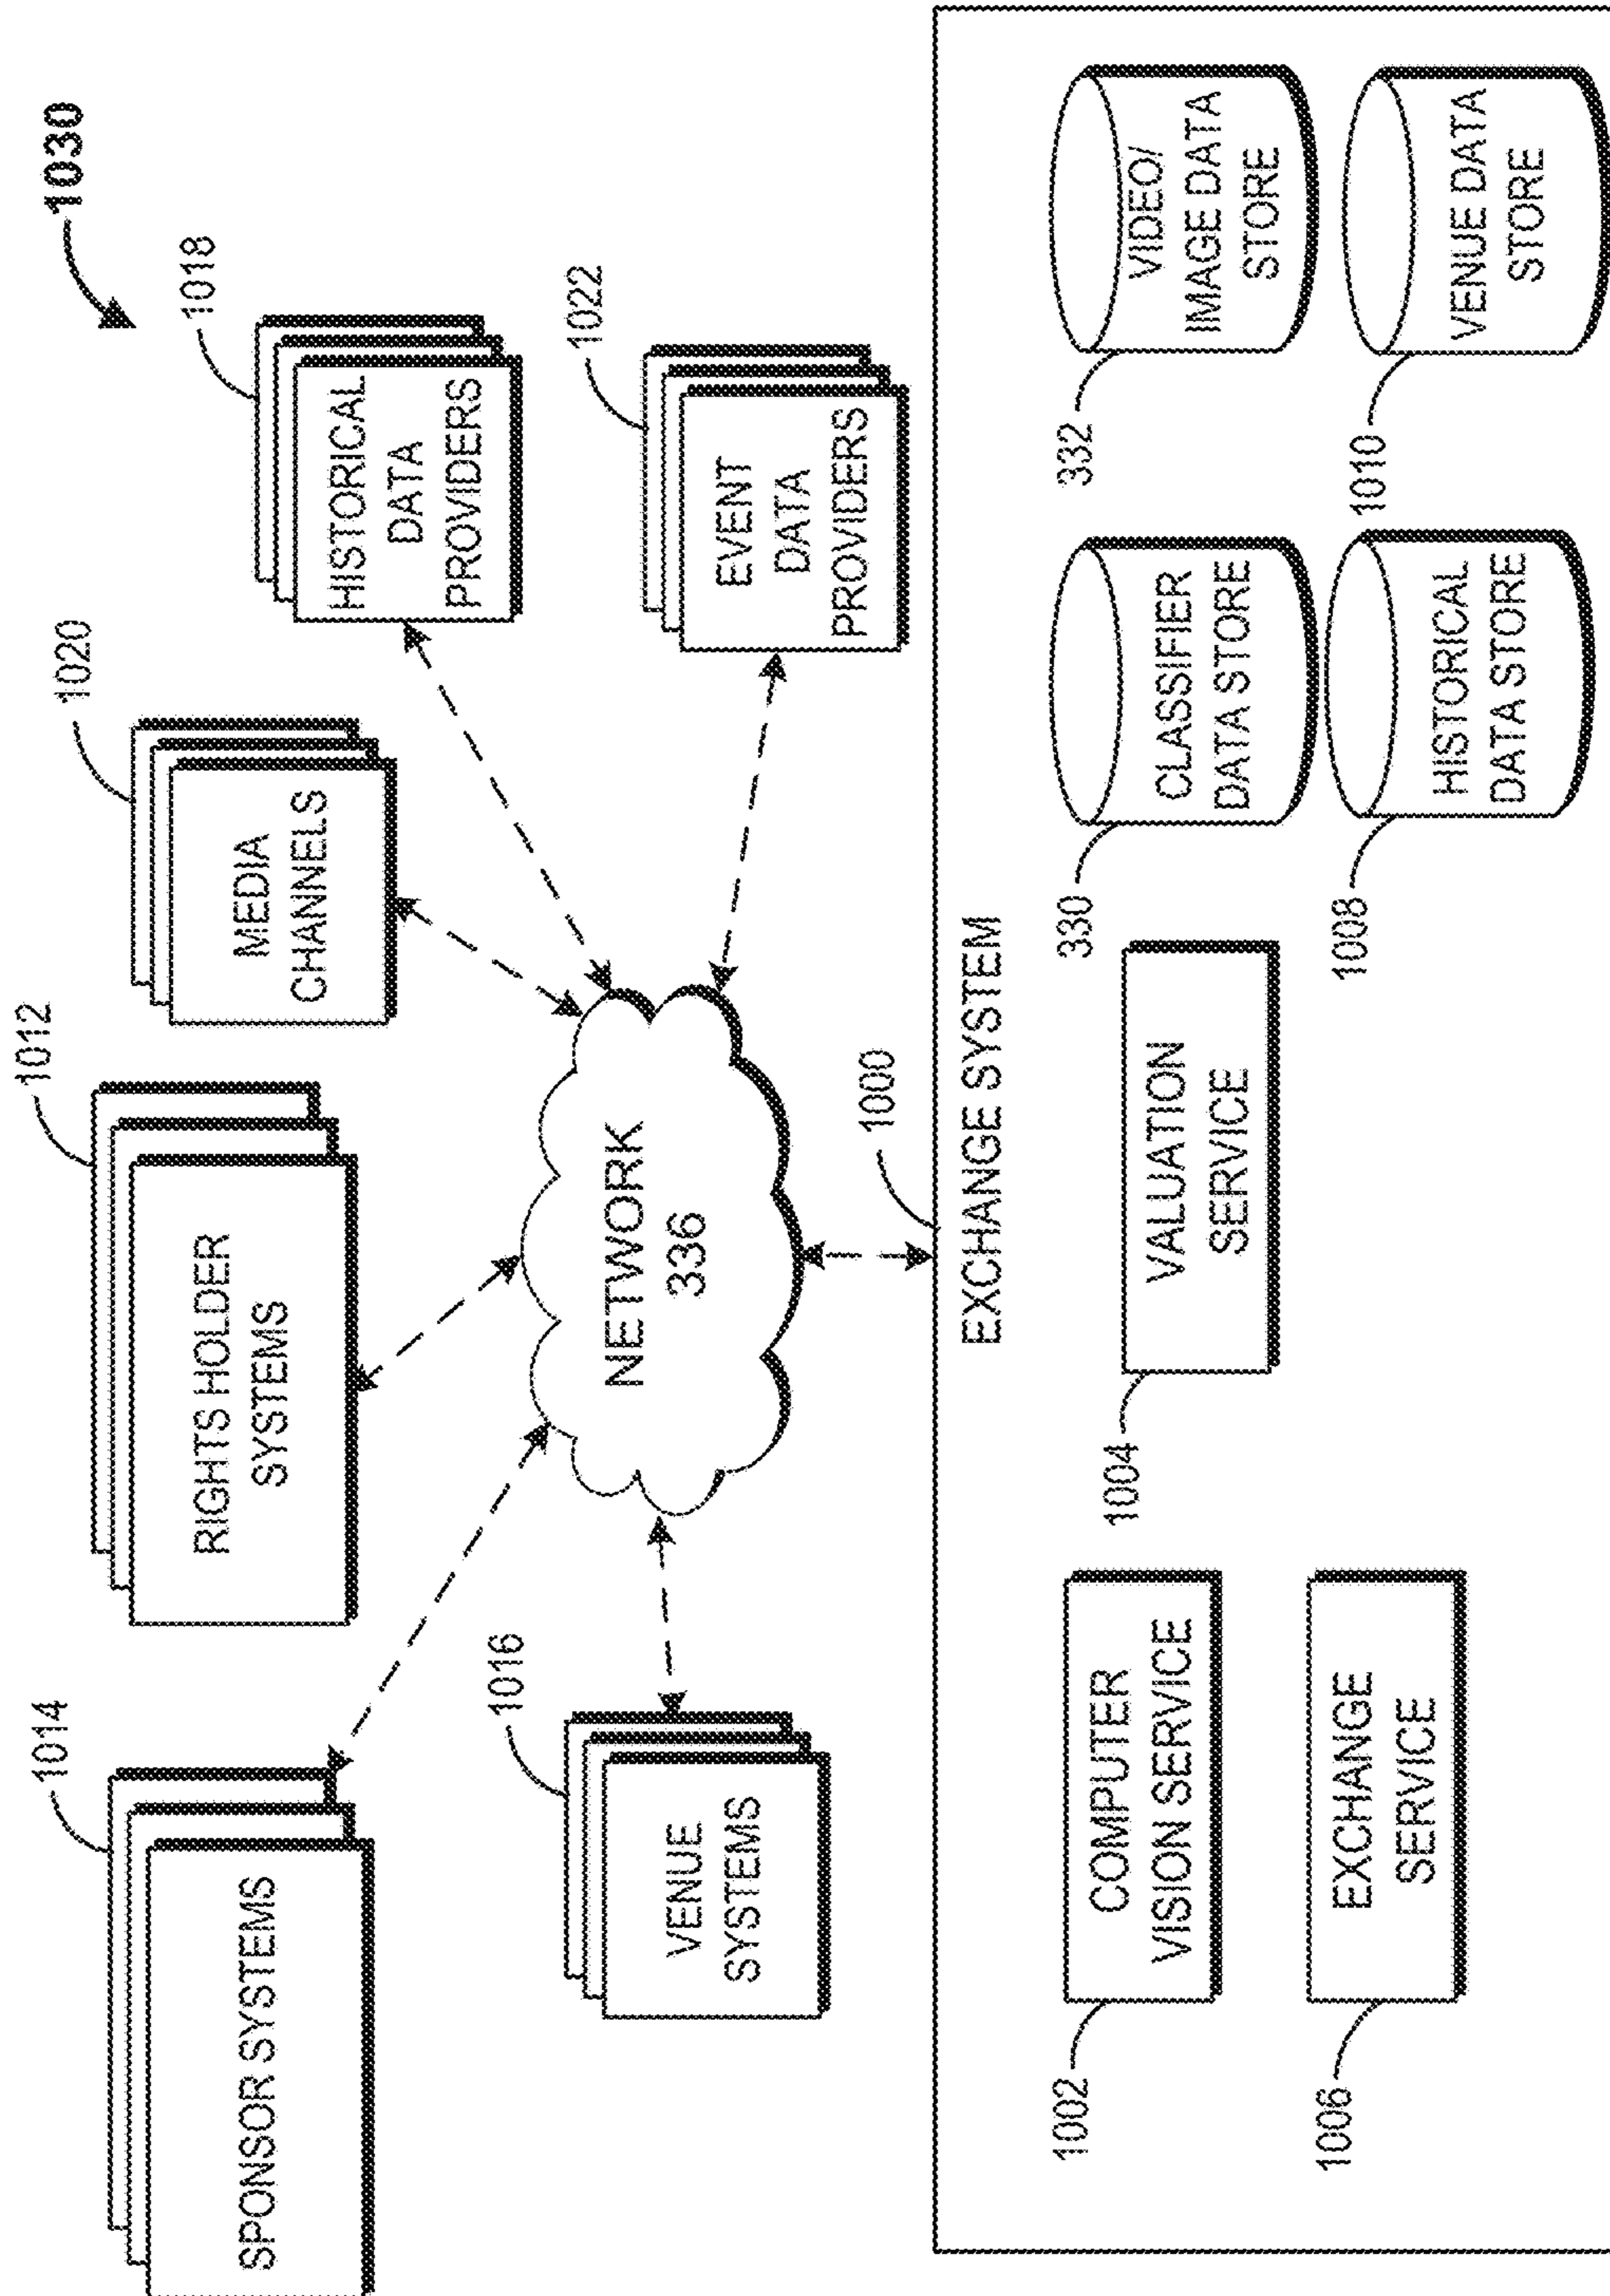 1030
1014
SPONSOR SYSTEMS
1012
RIGHTS HOLDER
SYSTEMS
1020
MEDIA
CHANNELS
1018
HISTORICAL
DATA
PROVIDERS
1016
VENUE
SYSTEMS
NETWORK
336
1022
EVENT
DATA
PROVIDERS
1000
EXCHANGE SYSTEM
1002
COMPUTER
VISION SERVICE
1004
VALUATION
SERVICE
1006
EXCHANGE
SERVICE
330
CLASSIFIER
DATA STORE
332
VIDEO/
IMAGE DATA
STORE
1008
HISTORICAL
DATA STORE
1010
VENUE DATA
STORE